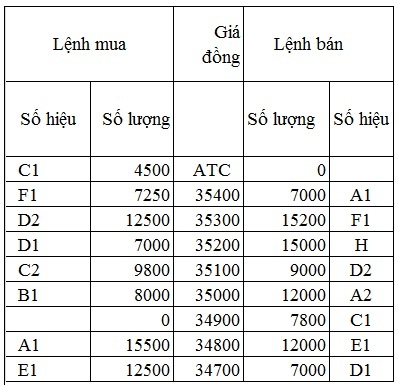 Lệnh mua Giá đồng Lệnh bán
Số hiệu Số lượng Số lượng Số hiệu
C1 4500 ATC 0
F1 7250 35400 7000 A1
D2 12500 35300 15200 F1
D1 7000 35200 15000 H
C2 9800 35100 9000 D2
B1 8000 35000 12000 A2
0 34900 7800 C1
A1 15500 34800 12000 E1
E1 12500 34700 7000 D1